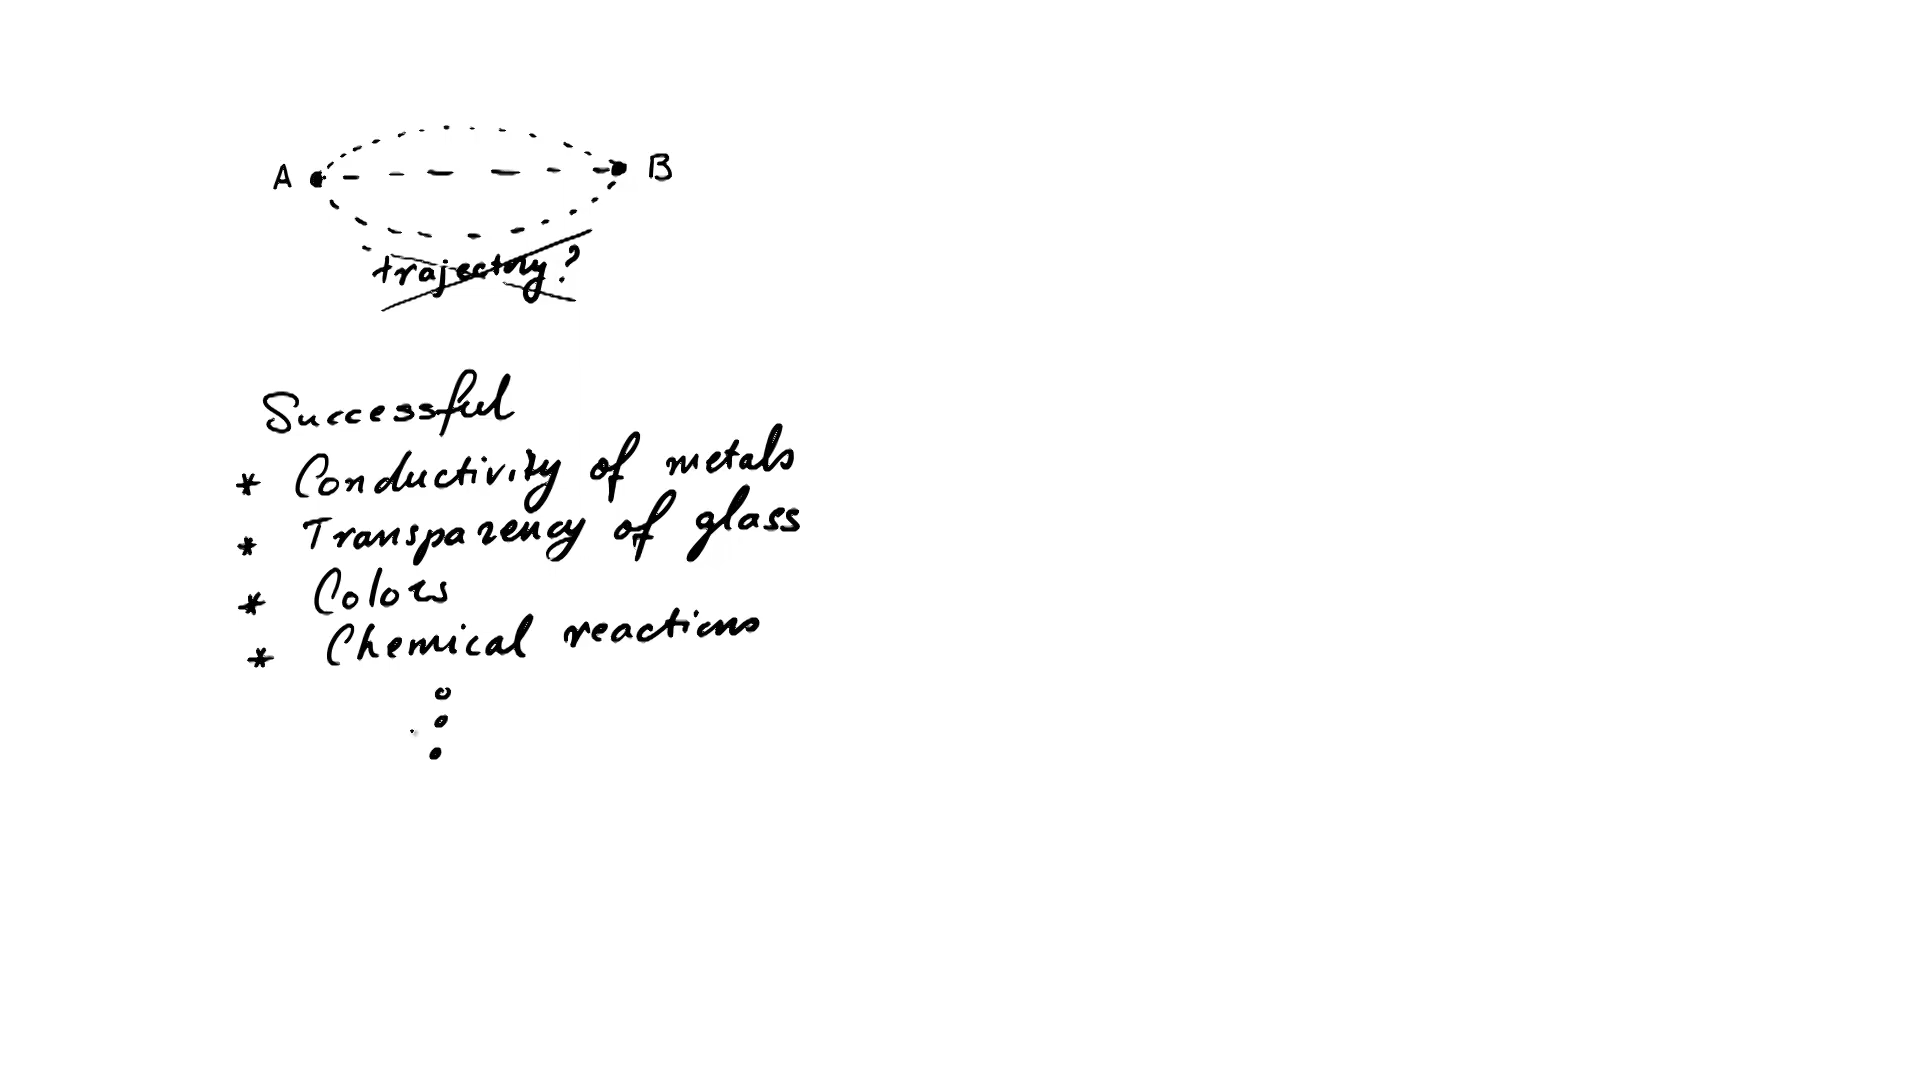 A B
trajectory?
Successful
* Conductivity of metals
* Transparency of glass
* Colors
* Chemical reactions